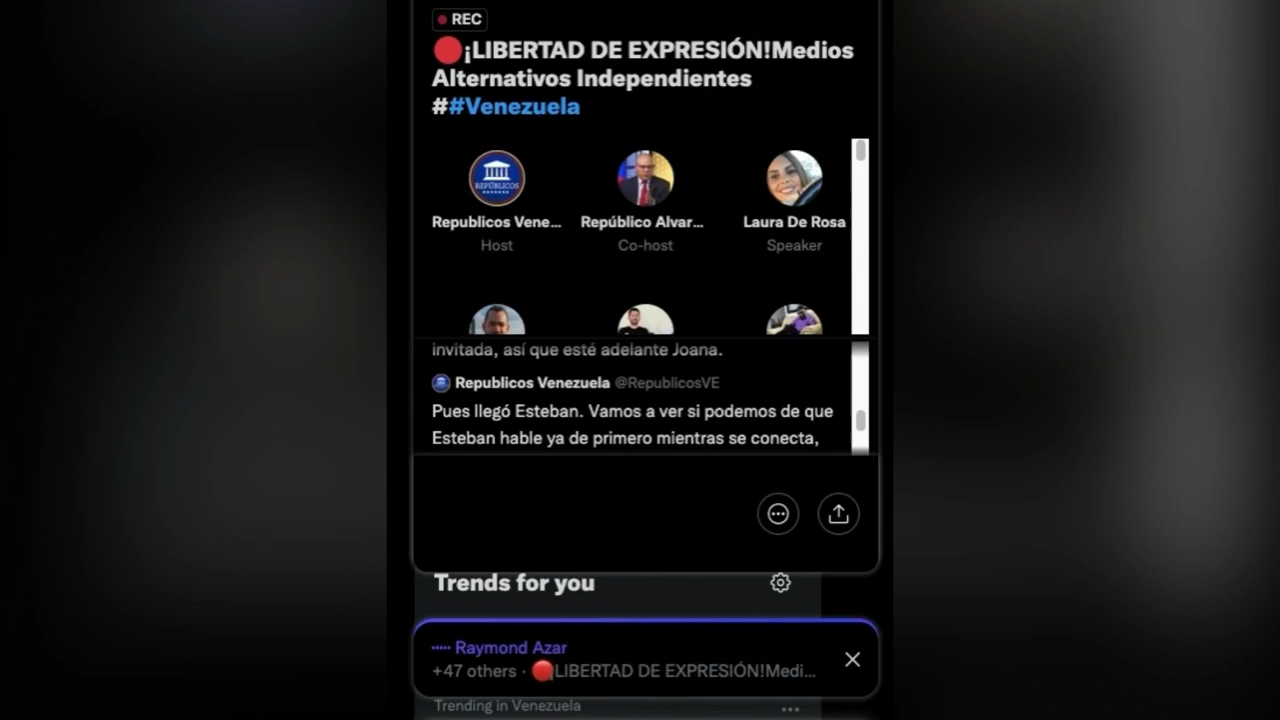 REC
🔴¡LIBERTAD DE EXPRESIÓN!Medios
Alternativos Independientes
##Venezuela
REPÚBLICOS
Republicos Vene...
Host
Repúblico Alvar...
Co-host
Laura De Rosa
Speaker
invitada, así que esté adelante Joana.
Republicos Venezuela @RepublicosVE
Pues llegó Esteban. Vamos a ver si podemos de que
Esteban hable ya de primero mientras se conecta,
Trends for you
Raymond Azar
+47 others · 🔴¡LIBERTAD DE EXPRESIÓN!Medi...
Trending in Venezuela